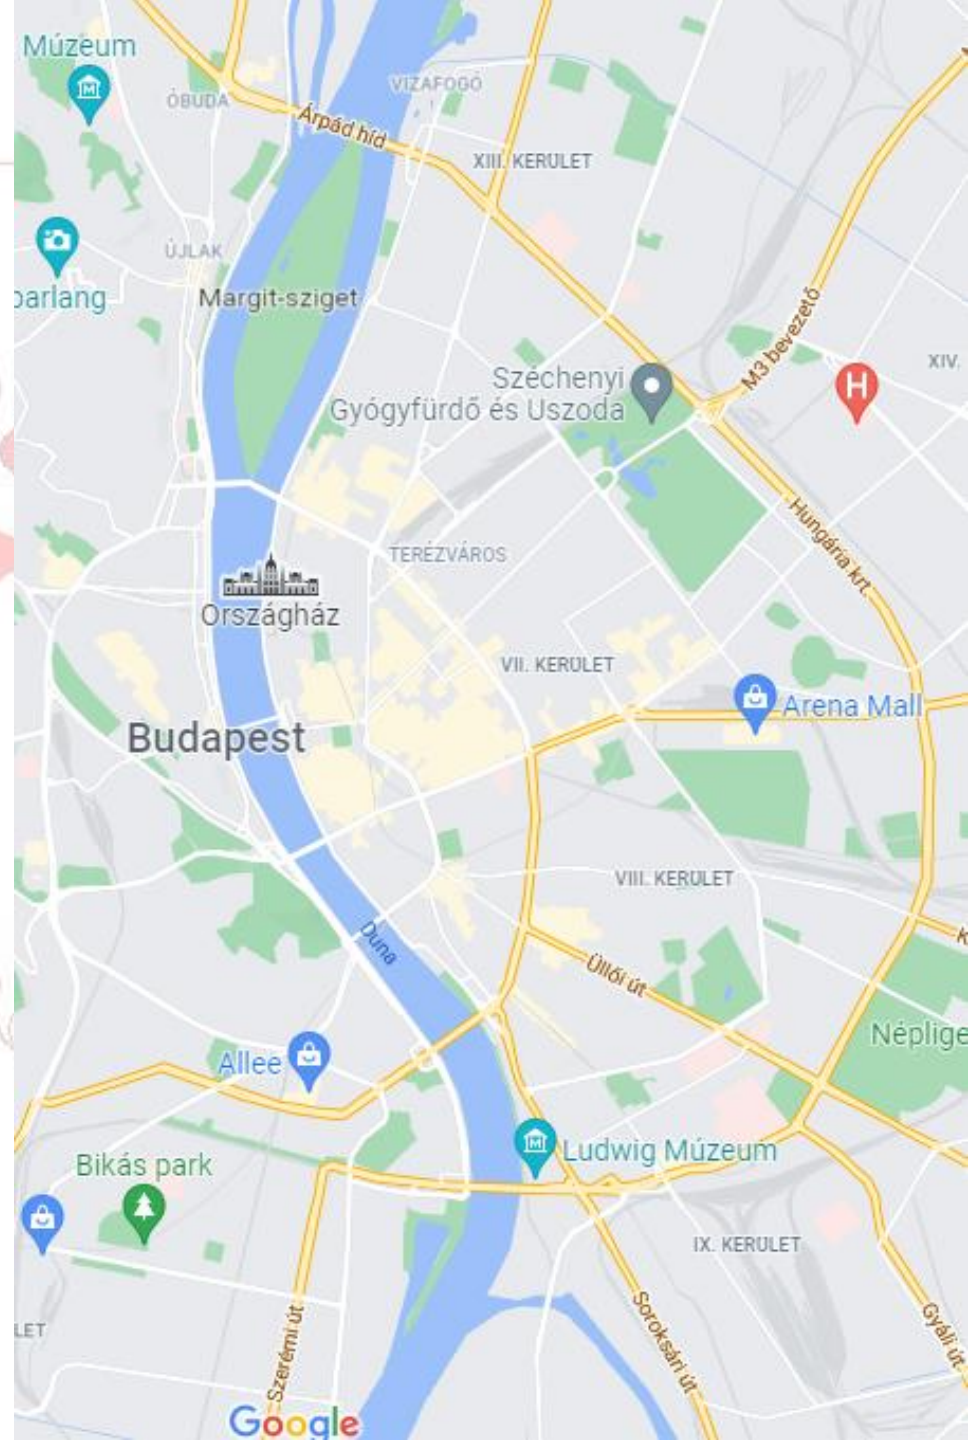 Múzeum
VIZAFOGÓ
ÓBUDA
Árpád híd
XIII. KERÜLET
ÚJLAK
barlang
Margit-sziget
M3 bevezető
XIV.
Széchenyi
Gyógyfürdő és Uszoda
H
Hungária krt.
TERÉZVÁROS
Országház
VII. KERÜLET
Arena Mall
Budapest
VIII. KERÜLET
Duna
K
Üllői út
Néplige
Allee
Ludwig Múzeum
Bikás park
IX. KERÜLET
LET
Szerémi út
Soroksári út
Gyáli út
Google